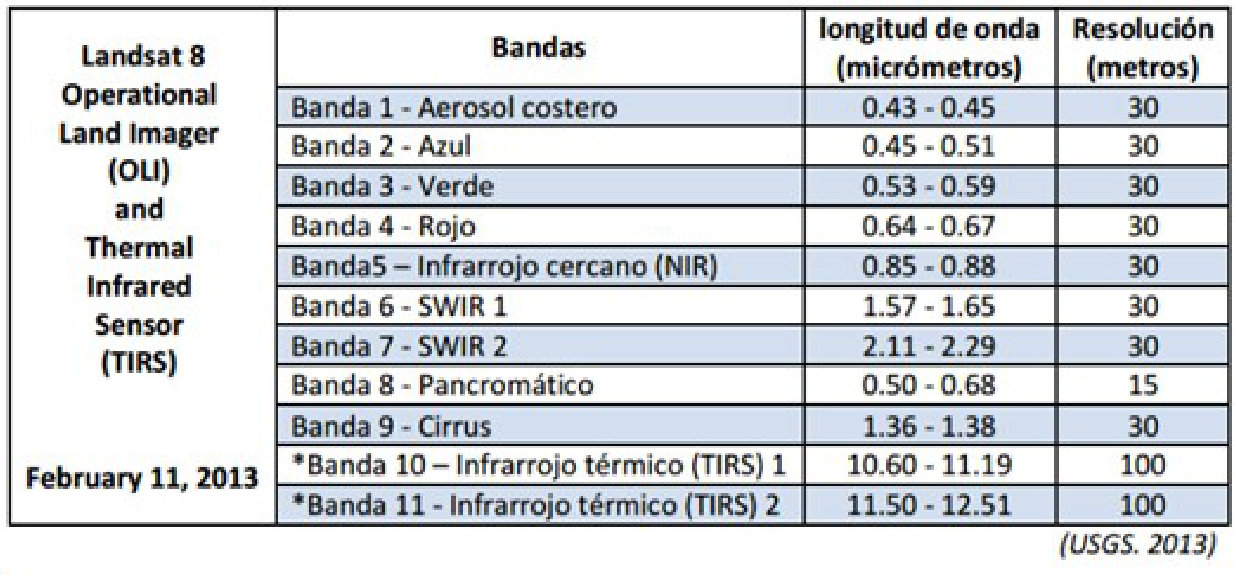 Landsat 8
Operational
Land Imager
(OLI)
and
Thermal
Infrared
Sensor
(TIRS)
February 11, 2013
Bandas longitud de onda (micrómetros) Resolución (metros)
Banda 1 - Aerosol costero 0.43 - 0.45 30
Banda 2 - Azul 0.45 - 0.51 30
Banda 3 - Verde 0.53 - 0.59 30
Banda 4 - Rojo 0.64 - 0.67 30
Banda5 – Infrarrojo cercano (NIR) 0.85 - 0.88 30
Banda 6 - SWIR 1 1.57 - 1.65 30
Banda 7 - SWIR 2 2.11 - 2.29 30
Banda 8 - Pancromático 0.50 - 0.68 15
Banda 9 - Cirrus 1.36 - 1.38 30
*Banda 10 – Infrarrojo térmico (TIRS) 1 10.60 - 11.19 100
*Banda 11 - Infrarrojo térmico (TIRS) 2 11.50 - 12.51 100
(USGS. 2013)